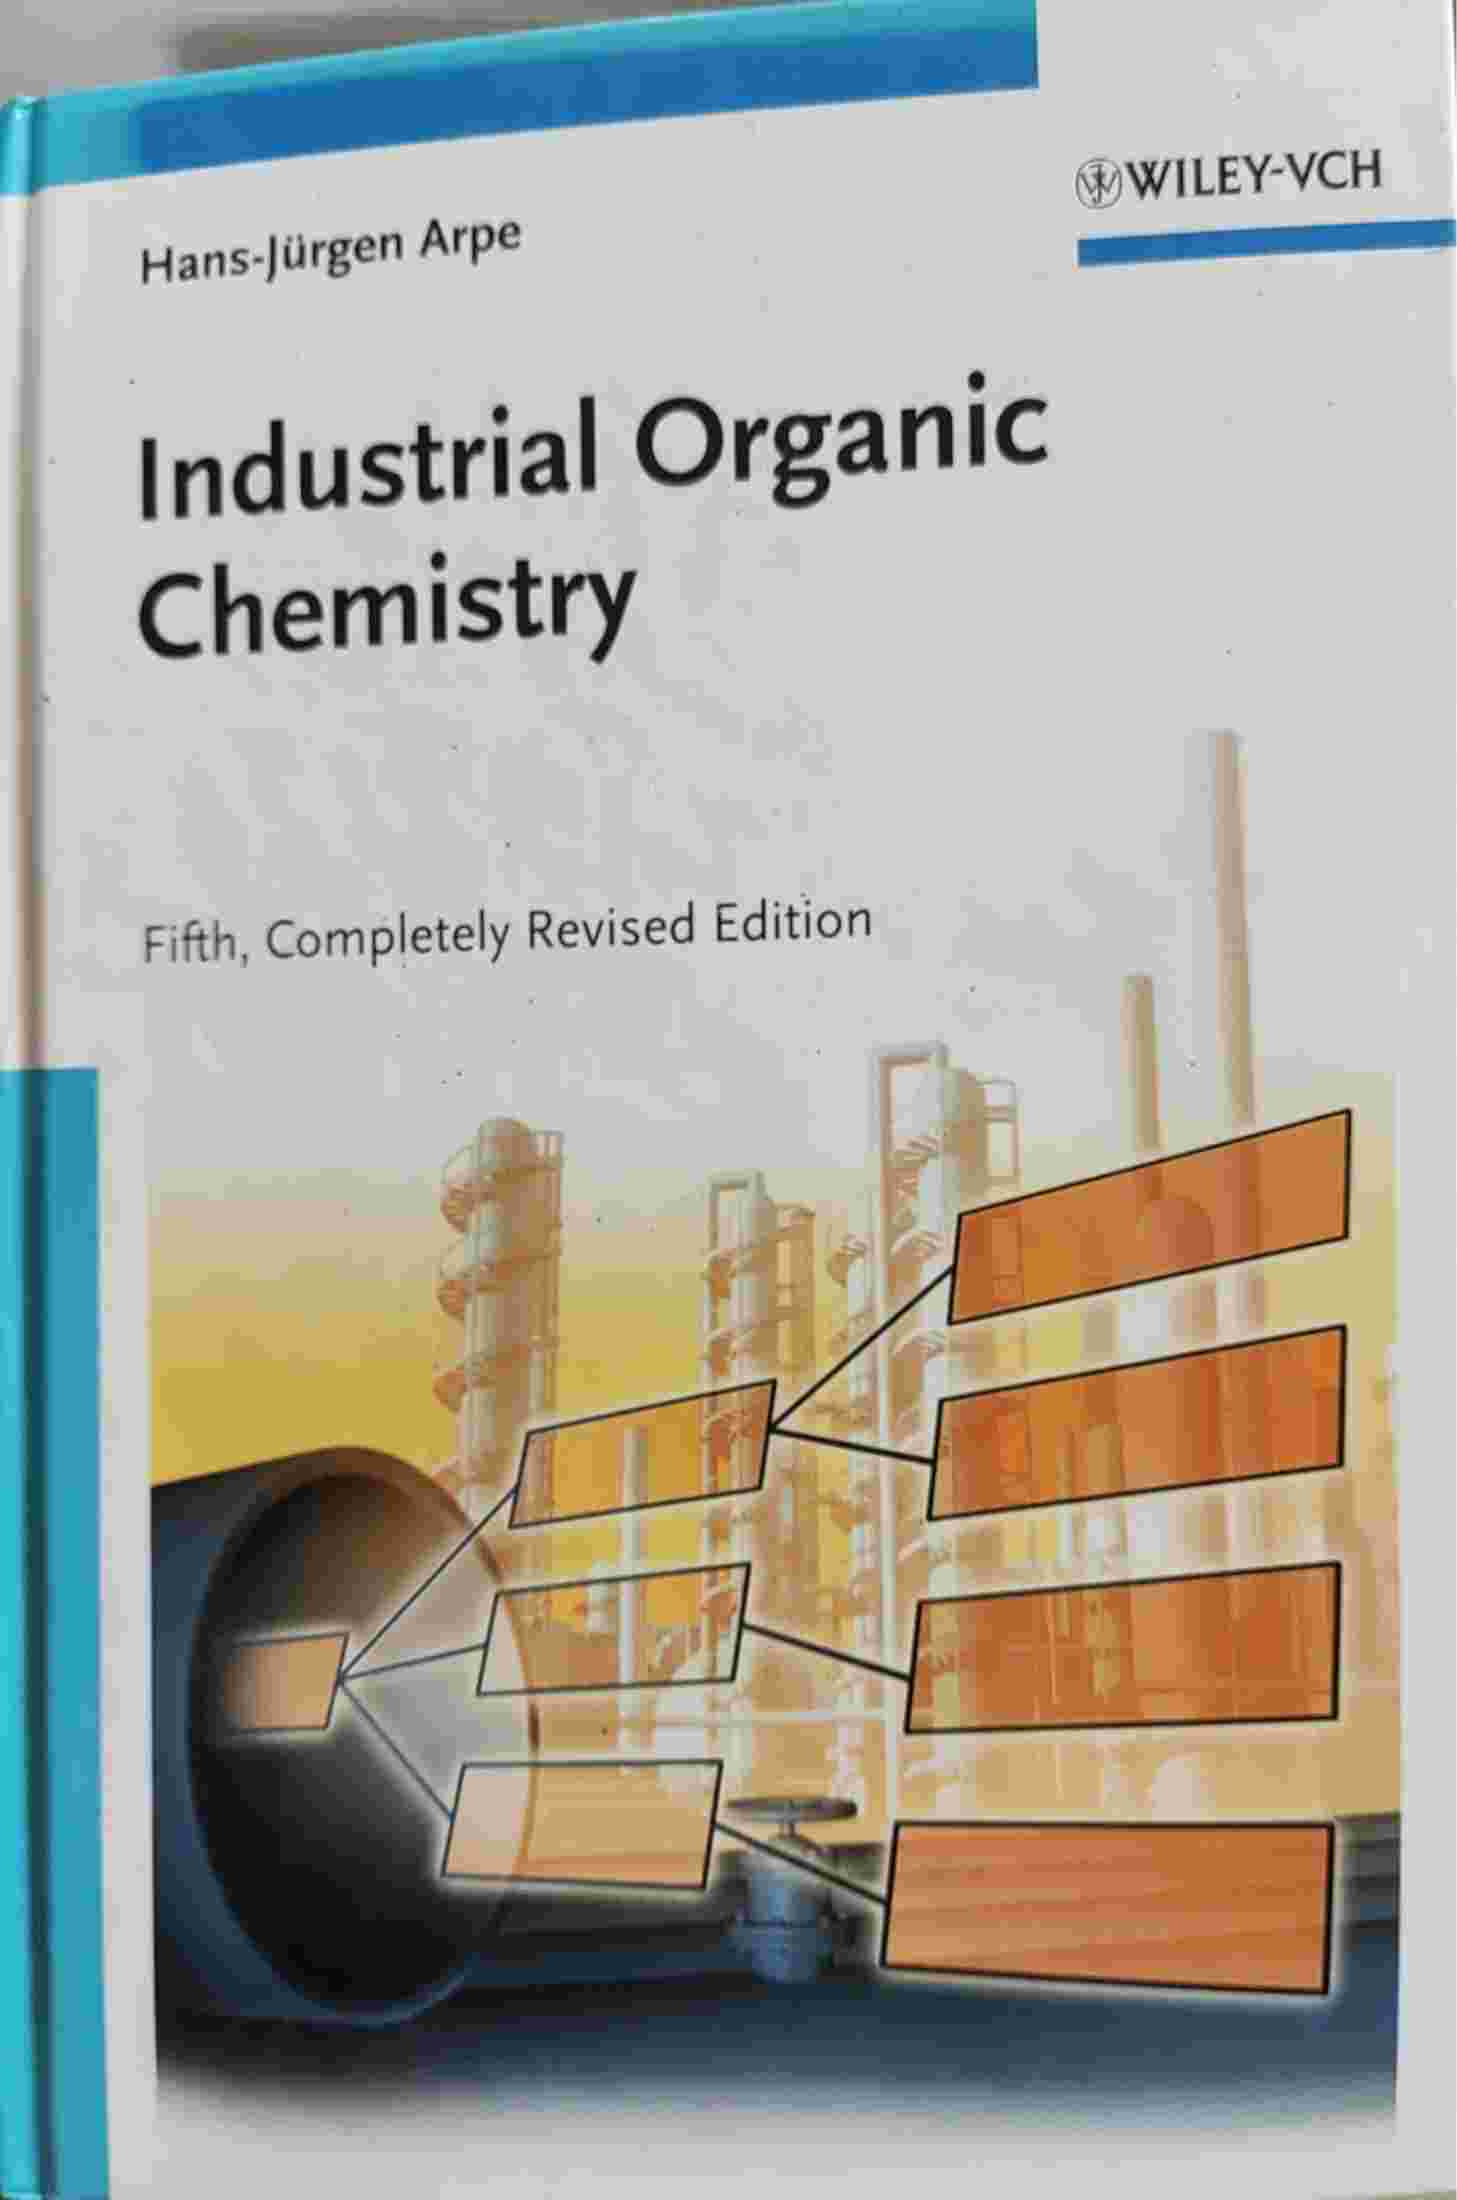 WILEY-VCH
Hans-Jürgen Arpe
Industrial Organic
Chemistry
Fifth, Completely Revised Edition